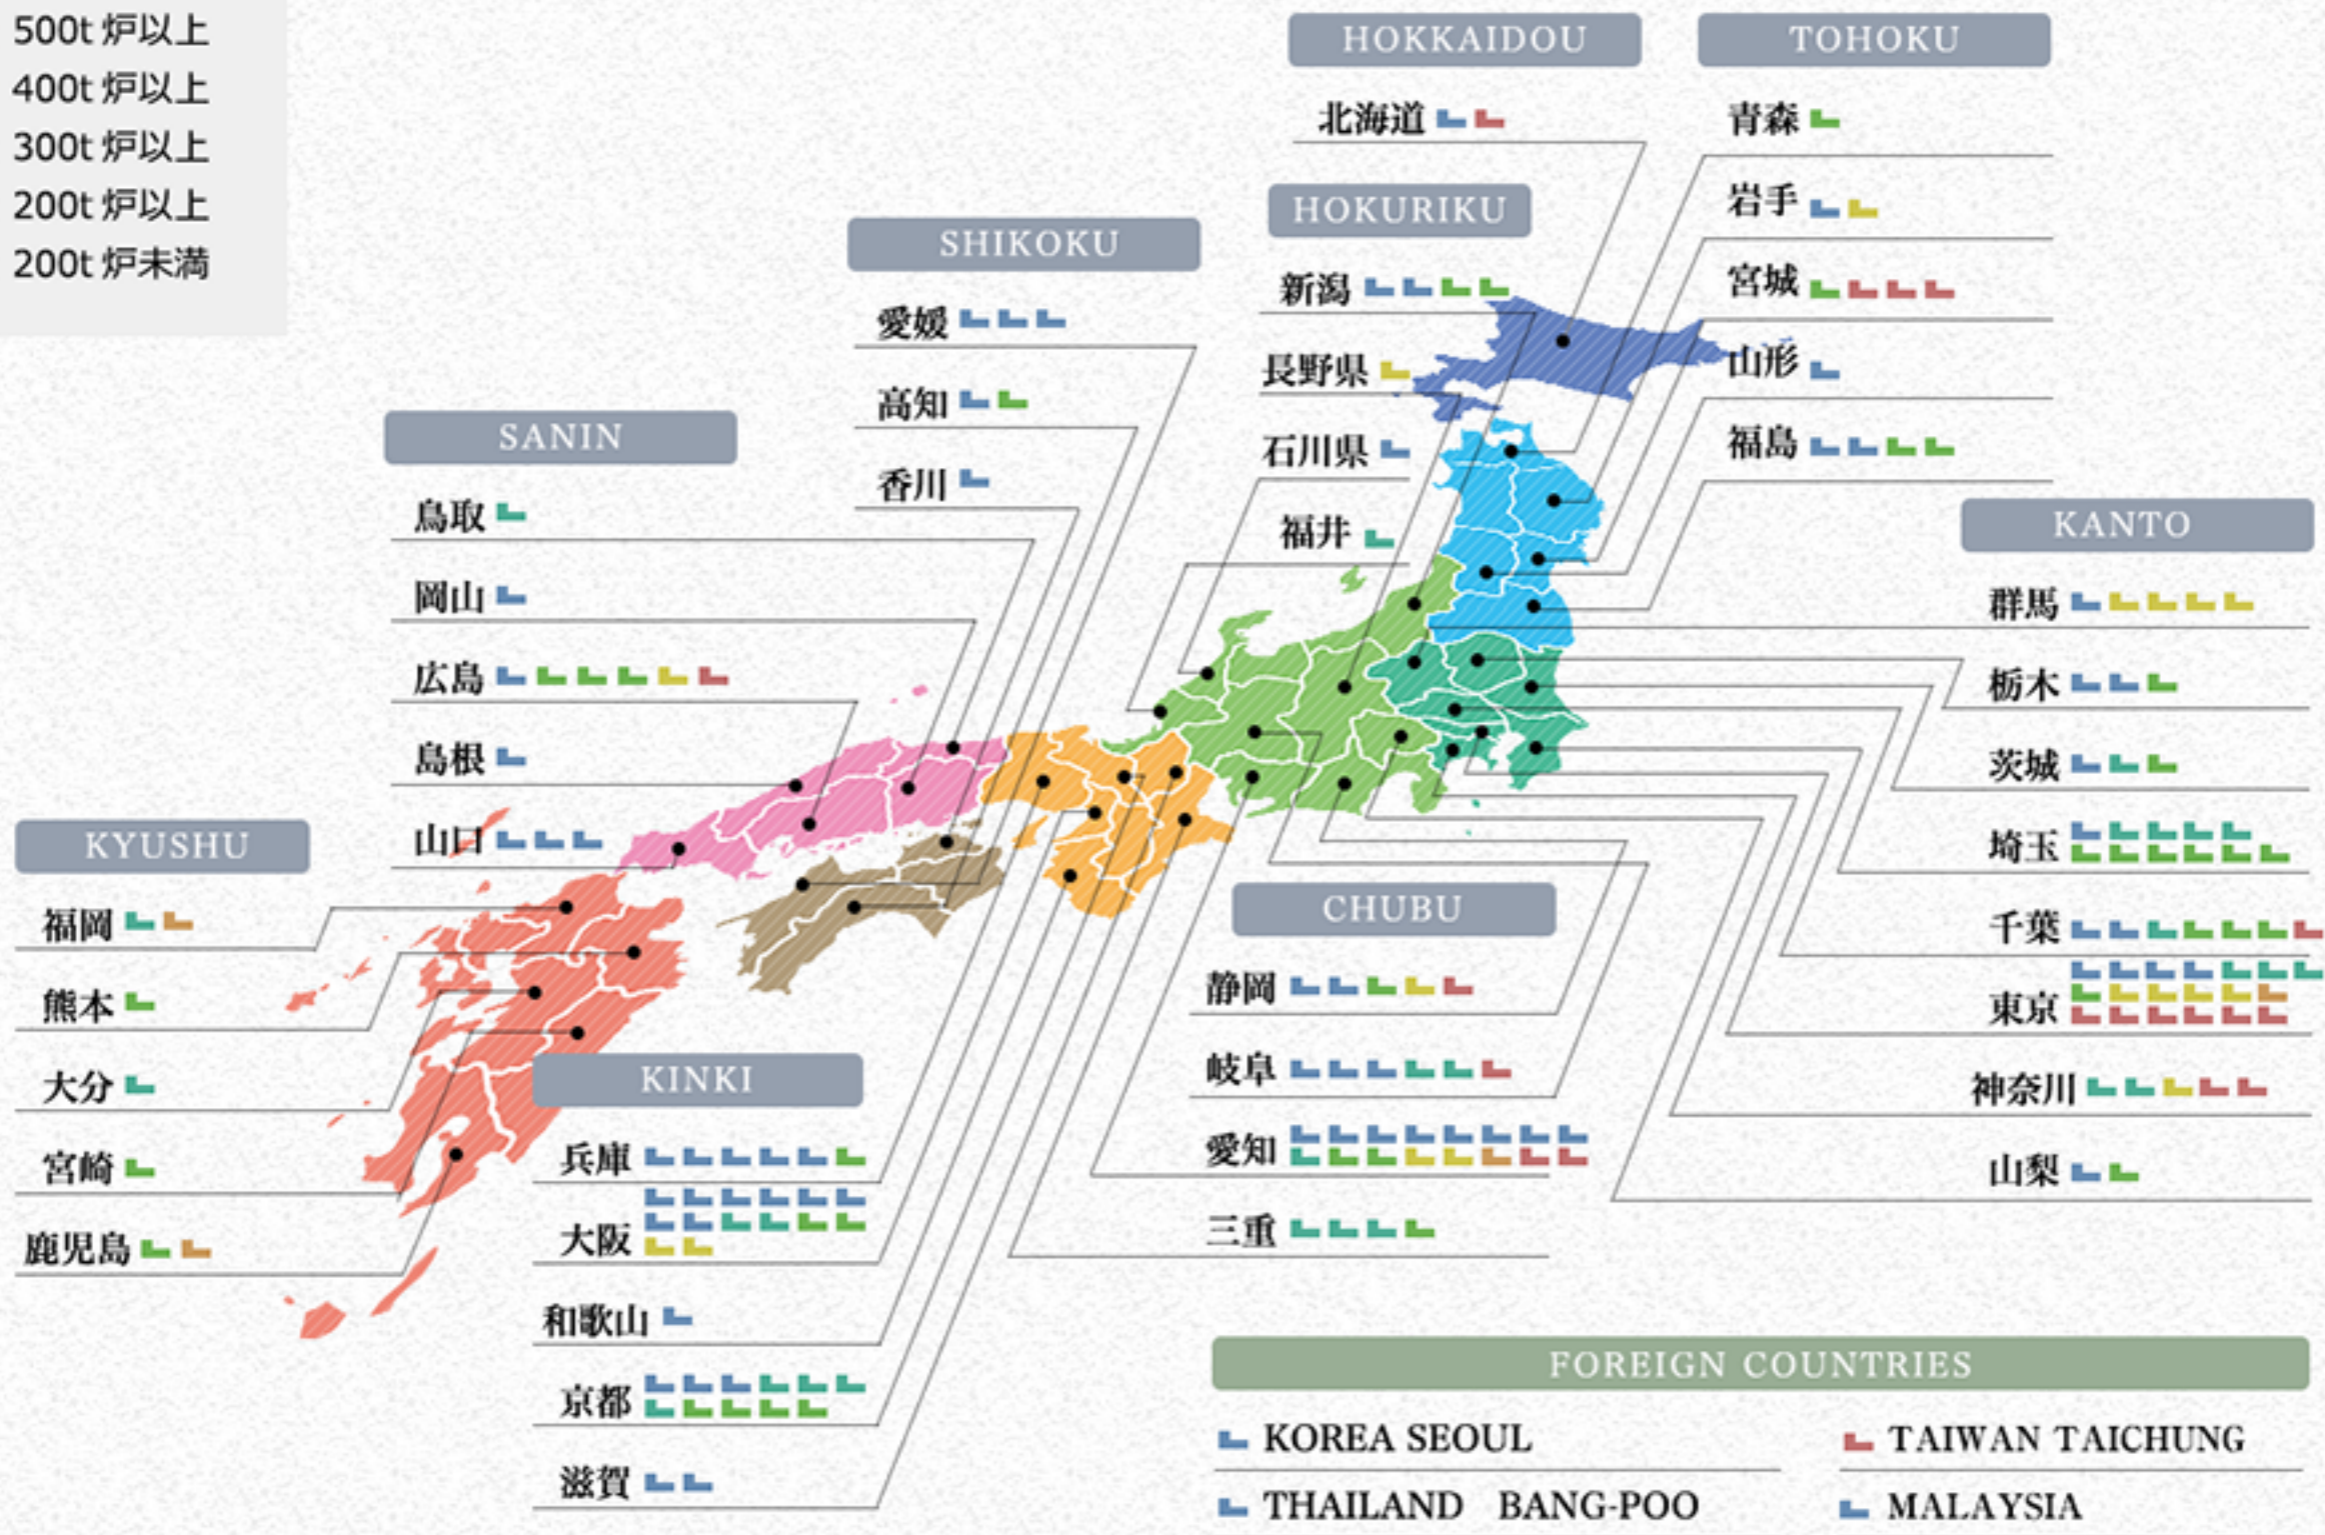 500t 炉以上
400t 炉以上
300t 炉以上
200t 炉以上
200t 炉未満
HOKKAIDOU
北海道
TOHOKU
青森
岩手
宮城
山形
福島
HOKURIKU
新潟
長野県
石川県
福井
SHIKOKU
愛媛
高知
香川
SANIN
鳥取
岡山
広島
島根
山口
KANTO
群馬
栃木
茨城
埼玉
千葉
東京
神奈川
山梨
KYUSHU
福岡
熊本
大分
宮崎
鹿児島
KINKI
兵庫
大阪
和歌山
京都
滋賀
CHUBU
静岡
岐阜
愛知
三重
FOREIGN COUNTRIES
KOREA SEOUL
TAIWAN TAICHUNG
THAILAND BANG-POO
MALAYSIA